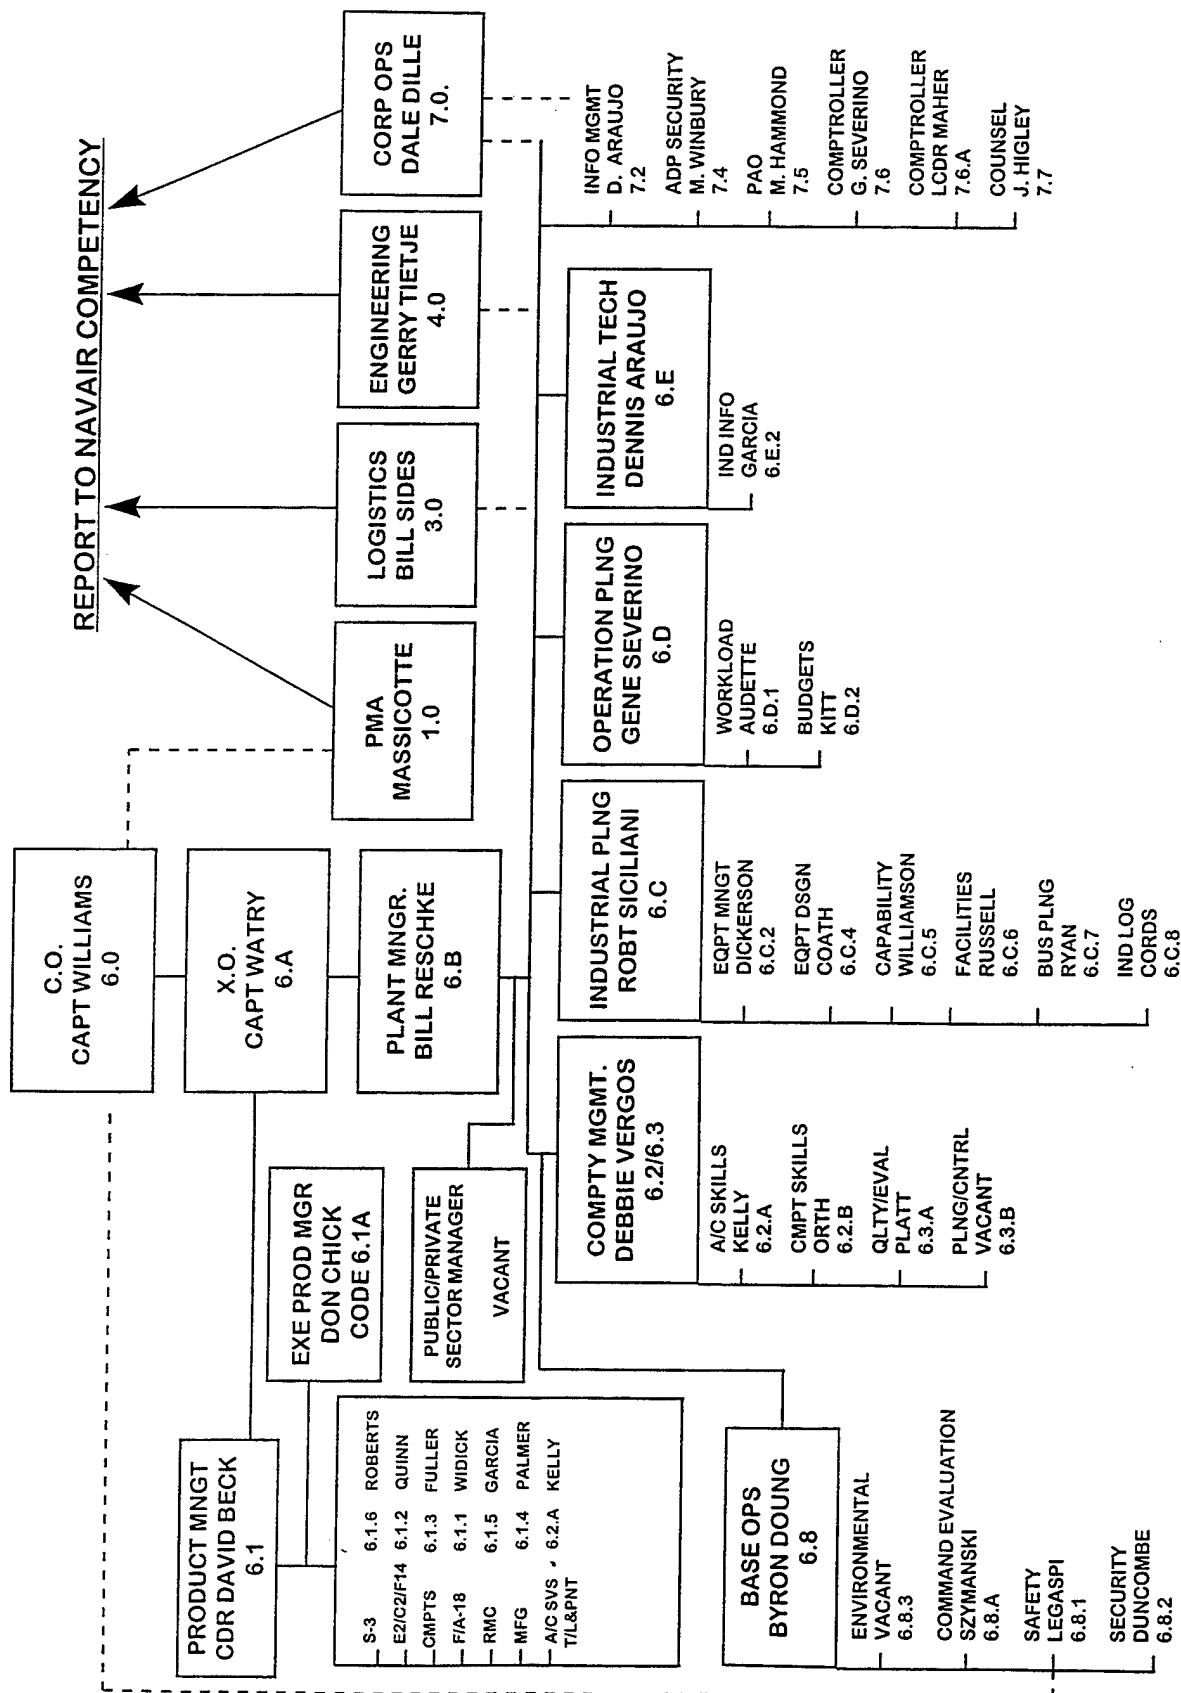 REPORT TO NAVAIR COMPETENCY
C.O.
CAPT WILLIAMS
6.0
X.O.
CAPT WATRY
6.A
PLANT MNGR.
BILL RESCHKE
6.B
PMA
MASSICOTTE
1.0
LOGISTICS
BILL SIDES
3.0
ENGINEERING
GERRY TIETJE
4.0
CORP OPS
DALE DILLE
7.0.
PRODUCT MNGT
CDR DAVID BECK
6.1
EXE PROD MGR
DON CHICK
CODE 6.1A
S-3 6.1.6 ROBERTS
E2/C2/F14 6.1.2 QUINN
CMPTS 6.1.3 FULLER
F/A-18 6.1.1 WIDICK
RMC 6.1.5 GARCIA
MFG 6.1.4 PALMER
A/C SVS 6.2.A KELLY
T/L&PNT
PUBLIC/PRIVATE
SECTOR MANAGER
VACANT
BASE OPS
BYRON DOUNG
6.8
ENVIRONMENTAL
VACANT
6.8.3
COMMAND EVALUATION
SZYMANSKI
6.8.A
SAFETY
LEGASPI
6.8.1
SECURITY
DUNCOMBE
6.8.2
COMPTY MGMT.
DEBBIE VERGOS
6.2/6.3
A/C SKILLS
KELLY
6.2.A
CMPT SKILLS
ORTH
6.2.B
QLTY/EVAL
PLATT
6.3.A
PLNG/CNTRL
VACANT
6.3.B
INDUSTRIAL PLNG
ROBT SICILIANI
6.C
EQPT MNGT
DICKERSON
6.C.2
EQPT DSGN
COATH
6.C.4
CAPABILITY
WILLIAMSON
6.C.5
FACILITIES
RUSSELL
6.C.6
BUS PLNG
RYAN
6.C.7
IND LOG
CORDS
6.C.8
OPERATION PLNG
GENE SEVERINO
6.D
WORKLOAD
AUDETTE
6.D.1
BUDGETS
KITT
6.D.2
INDUSTRIAL TECH
DENNIS ARAUJO
6.E
IND INFO
GARCIA
6.E.2
INFO MGMT
D. ARAUJO
7.2
ADP SECURITY
M. WINBURY
7.4
PAO
M. HAMMOND
7.5
COMPTROLLER
G. SEVERINO
7.6
COMPTROLLER
LCDR MAHER
7.6.A
COUNSEL
J. HIGLEY
7.7